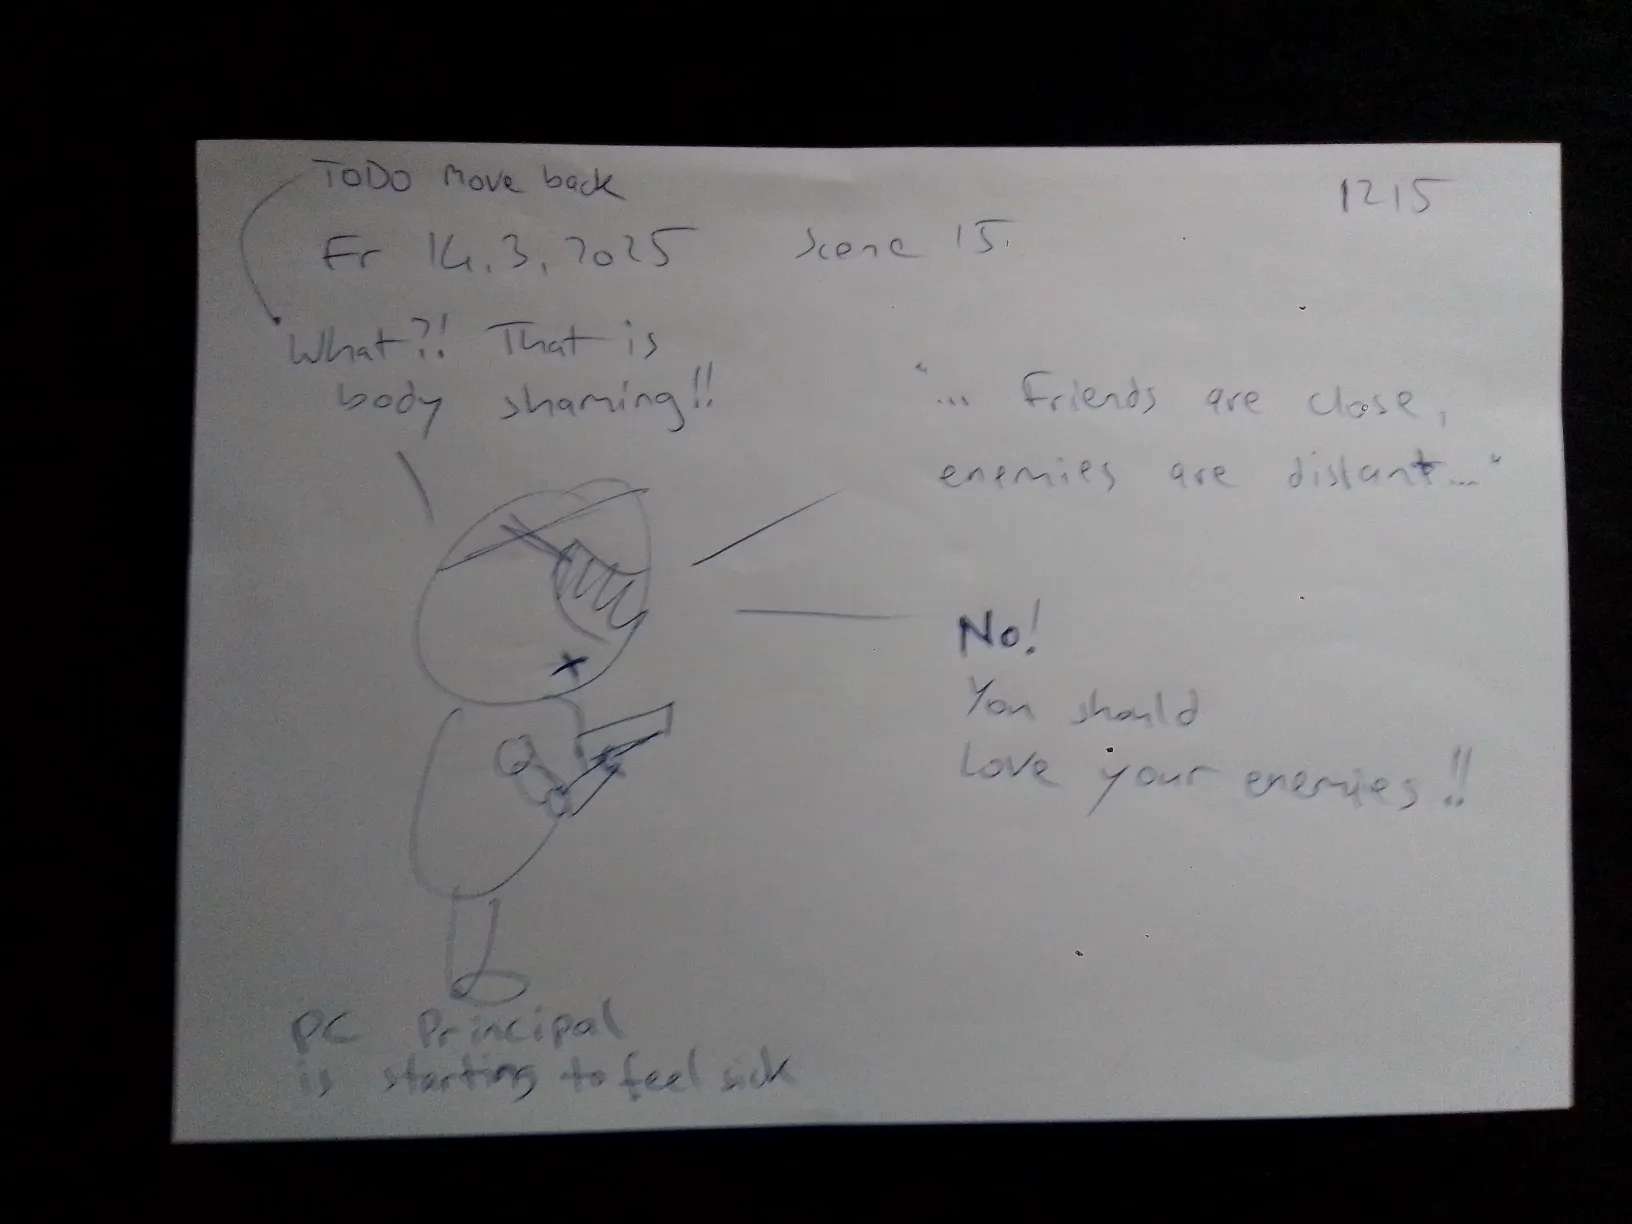 TODO Move back
1215
Fr 14.3.2025 Scene 15.
What?! That is
body shaming!!
"... Friends are close,
enemies are distant..."
No!
You should
Love your enemies!!
PC Principal
is starting to feel sick